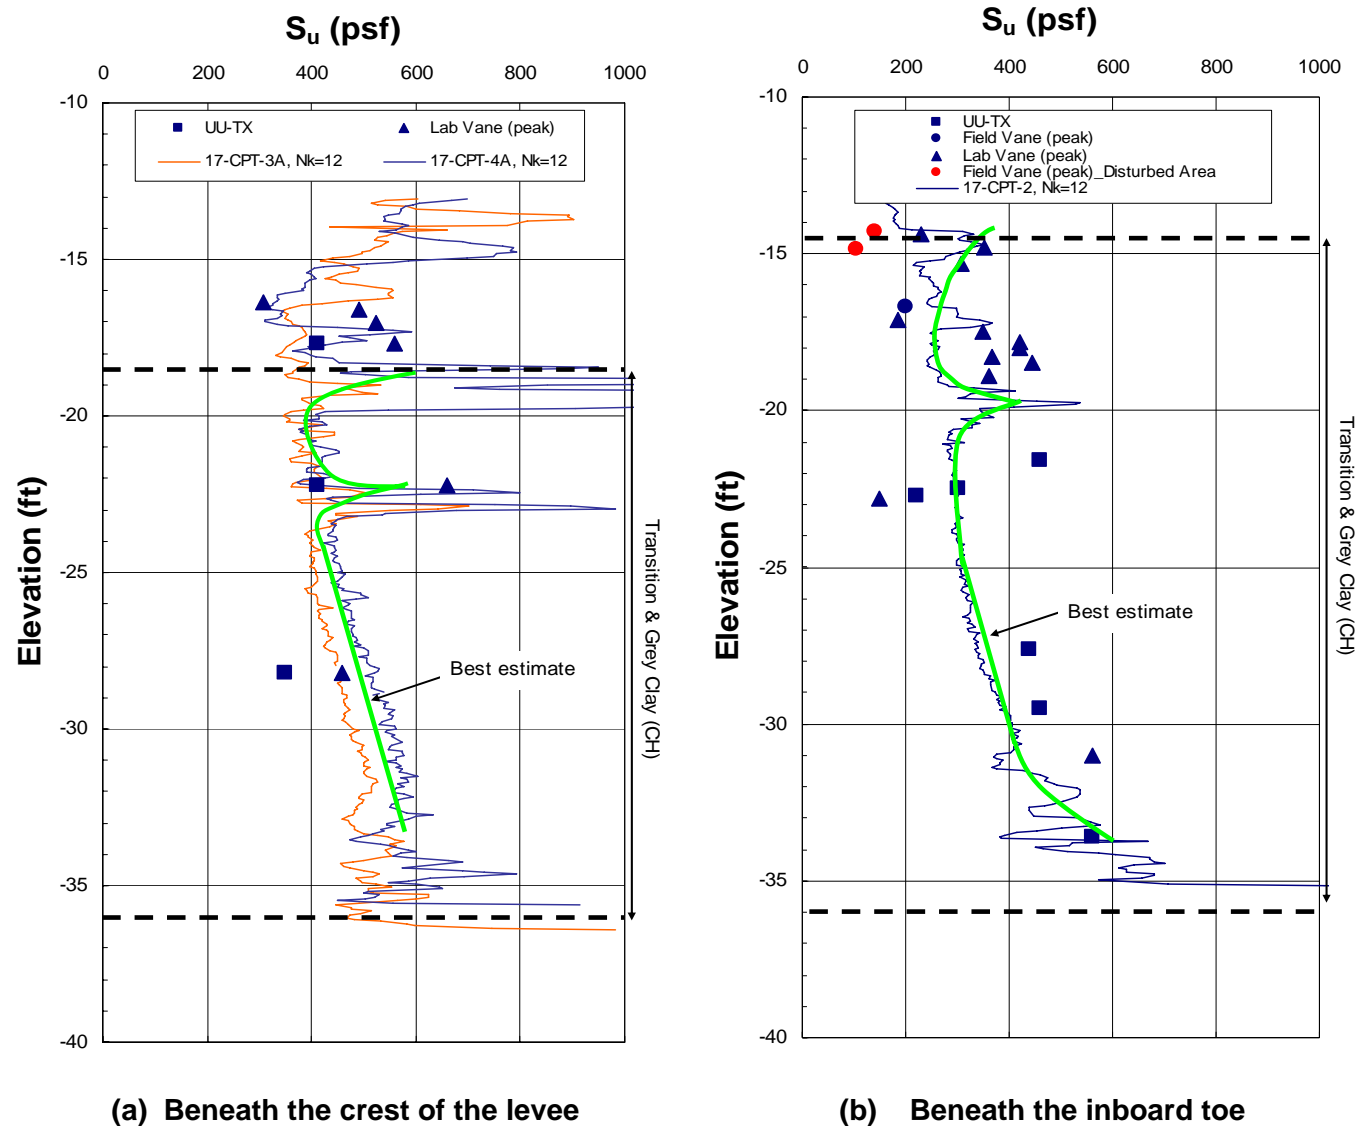 S_u (psf)
0 200 400 600 800 1000
-10
-15
-20
-25
-30
-35
-40
Elevation (ft)
UU-TX
Lab Vane (peak)
17-CPT-3A, Nk=12
17-CPT-4A, Nk=12
Best estimate
Transition & Grey Clay (CH)
(a) Beneath the crest of the levee
S_u (psf)
0 200 400 600 800 1000
-10
-15
-20
-25
-30
-35
-40
Elevation (ft)
UU-TX
Field Vane (peak)
Lab Vane (peak)
Field Vane (peak)_Disturbed Area
17-CPT-2, Nk=12
Best estimate
Transition & Grey Clay (CH)
(b) Beneath the inboard toe